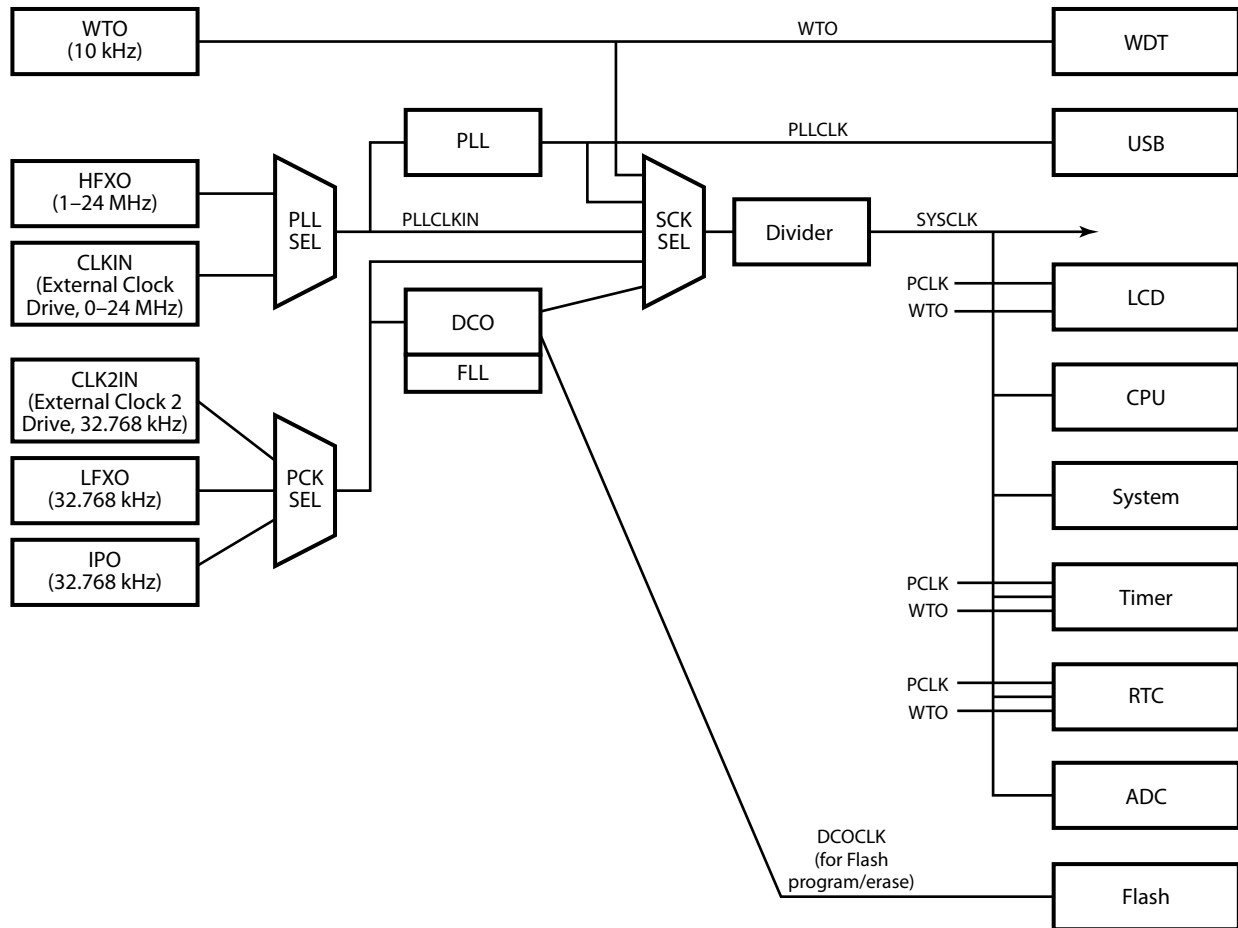 WTO
(10 kHz)
WTO
WDT
PLL
PLLCLK
USB
HFXO
(1–24 MHz)
PLL
SEL
PLLCLKIN
SCK
SEL
Divider
SYSCLK
CLKIN
(External Clock
Drive, 0–24 MHz)
PCLK
WTO
LCD
DCO
FLL
CLK2IN
(External Clock 2
Drive, 32.768 kHz)
CPU
LFXO
(32.768 kHz)
PCK
SEL
System
IPO
(32.768 kHz)
PCLK
WTO
Timer
PCLK
WTO
RTC
ADC
DCOCLK
(for Flash
program/erase)
Flash